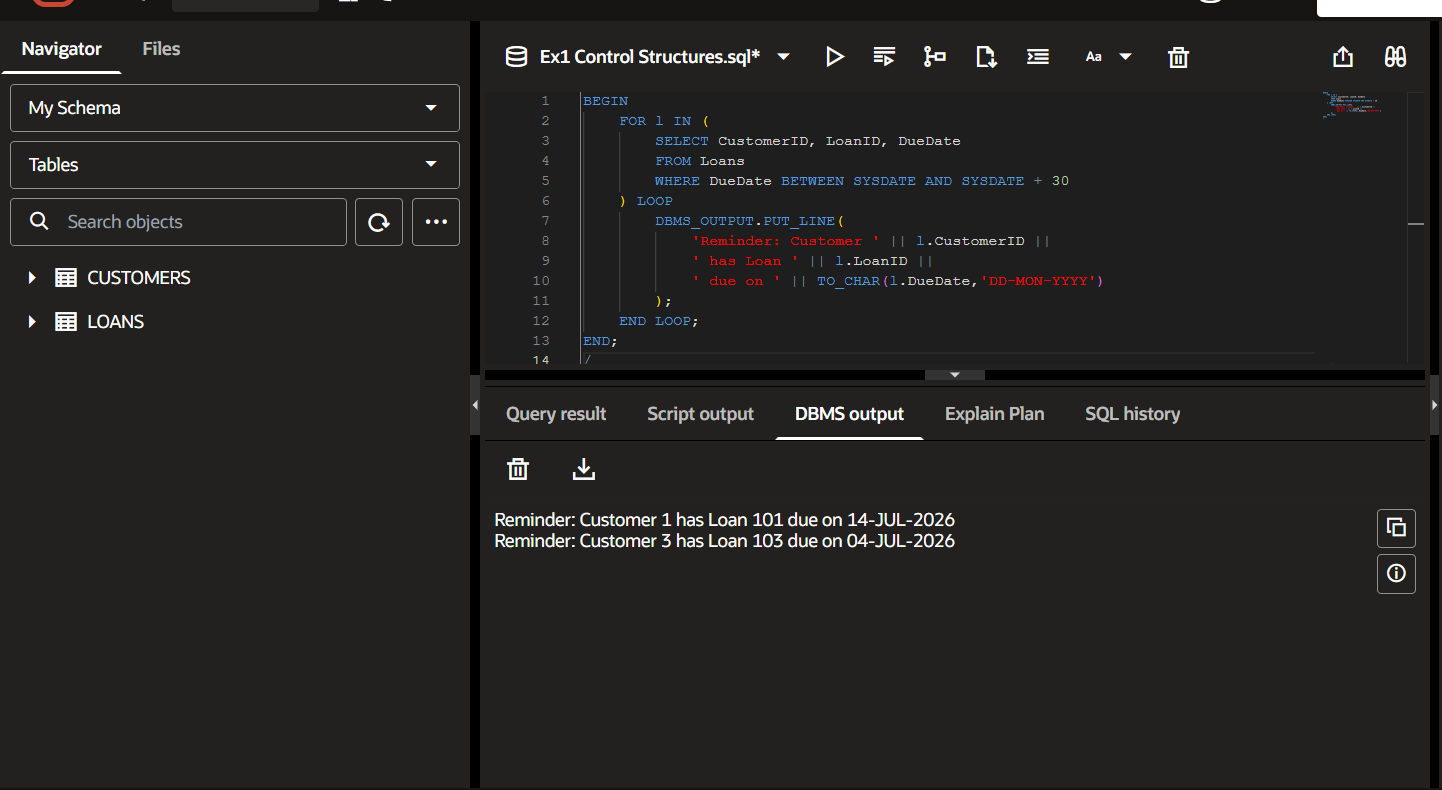 Navigator Files
My Schema
Tables
Search objects
CUSTOMERS
LOANS
Ex1 Control Structures.sql*
Aa
1 BEGIN
2 FOR l IN (
3 SELECT CustomerID, LoanID, DueDate
4 FROM Loans
5 WHERE DueDate BETWEEN SYSDATE AND SYSDATE + 30
6 ) LOOP
7 DBMS_OUTPUT.PUT_LINE(
8 'Reminder: Customer ' || l.CustomerID ||
9 ' has Loan ' || l.LoanID ||
10 ' due on ' || TO_CHAR(l.DueDate,'DD-MON-YYYY')
11 );
12 END LOOP;
13 END;
14 /
Query result Script output DBMS output Explain Plan SQL history
Reminder: Customer 1 has Loan 101 due on 14-JUL-2026
Reminder: Customer 3 has Loan 103 due on 04-JUL-2026